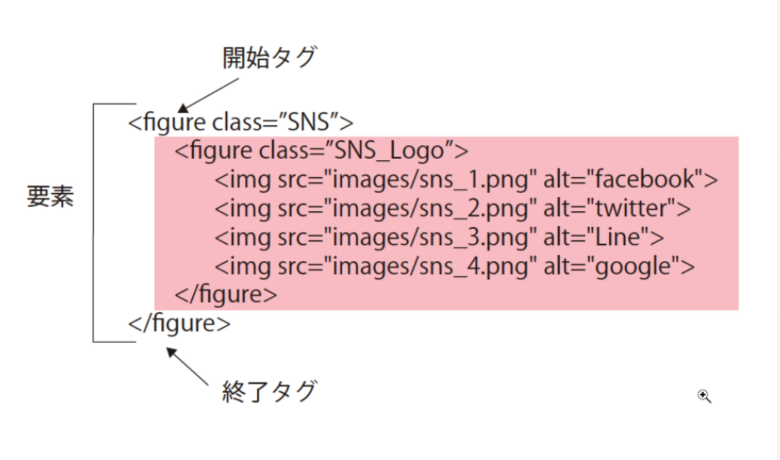 開始タグ
<figure class=”SNS”>
<figure class=”SNS_Logo”>
<img src="images/sns_1.png" alt="facebook">
<img src="images/sns_2.png" alt="twitter">
要素
<img src="images/sns_3.png" alt="Line">
<img src="images/sns_4.png" alt="google">
</figure>
</figure>
終了タグ